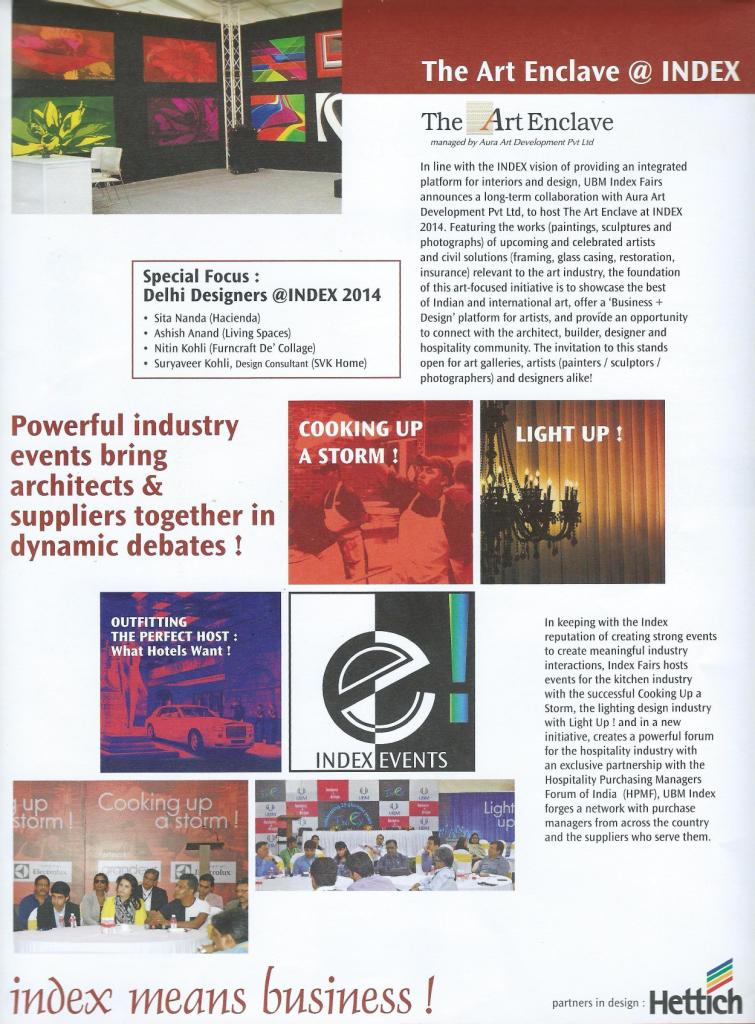 The Art Enclave @ INDEX
The Art Enclave
managed by Aura Art Development Pvt Ltd
In line with the INDEX vision of providing an integrated
platform for interiors and design, UBM Index Fairs
announces a long-term collaboration with Aura Art
Development Pvt Ltd, to host The Art Enclave at INDEX
2014. Featuring the works (paintings, sculptures and
photographs) of upcoming and celebrated artists
and civil solutions (framing, glass casing, restoration,
insurance) relevant to the art industry, the foundation
of this art-focused initiative is to showcase the best
of Indian and international art, offer a 'Business +
Design' platform for artists, and provide an opportunity
to connect with the architect, builder, designer and
hospitality community. The invitation to this stands
open for art galleries, artists (painters / sculptors /
photographers) and designers alike!
Special Focus :
Delhi Designers @INDEX 2014
• Sita Nanda (Hacienda)
• Ashish Anand (Living Spaces)
• Nitin Kohli (Furncraft De' Collage)
• Suryaveer Kohli, Design Consultant (SVK Home)
Powerful industry
events bring
architects &
suppliers together in
dynamic debates !
COOKING UP
A STORM !
LIGHT UP !
OUTFITTING
THE PERFECT HOST :
What Hotels Want !
e!
INDEX EVENTS
In keeping with the Index
reputation of creating strong events
to create meaningful industry
interactions, Index Fairs hosts
events for the kitchen industry
with the successful Cooking Up a
Storm, the lighting design industry
with Light Up ! and in a new
initiative, creates a powerful forum
for the hospitality industry with
an exclusive partnership with the
Hospitality Purchasing Managers
Forum of India (HPMF), UBM Index
forges a network with purchase
managers from across the country
and the suppliers who serve them.
up
storm !
Cooking up
a storm !
Electrolux
grande
Electrolux
UBM
Light
up
index means business !
partners in design : Hettich